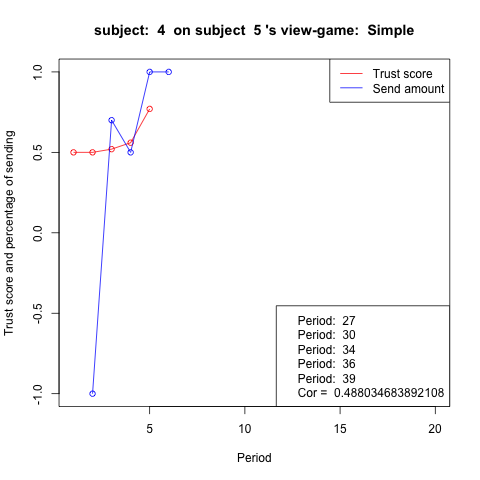 subject:  4  on subject  5 's view-game:  Simple
Trust score
Send amount
Trust score and percentage of sending
1.0
0.5
0.0
-0.5
-1.0
Period:  27
Period:  30
Period:  34
Period:  36
Period:  39
Cor =  0.488034683892108
5
10
15
20
Period